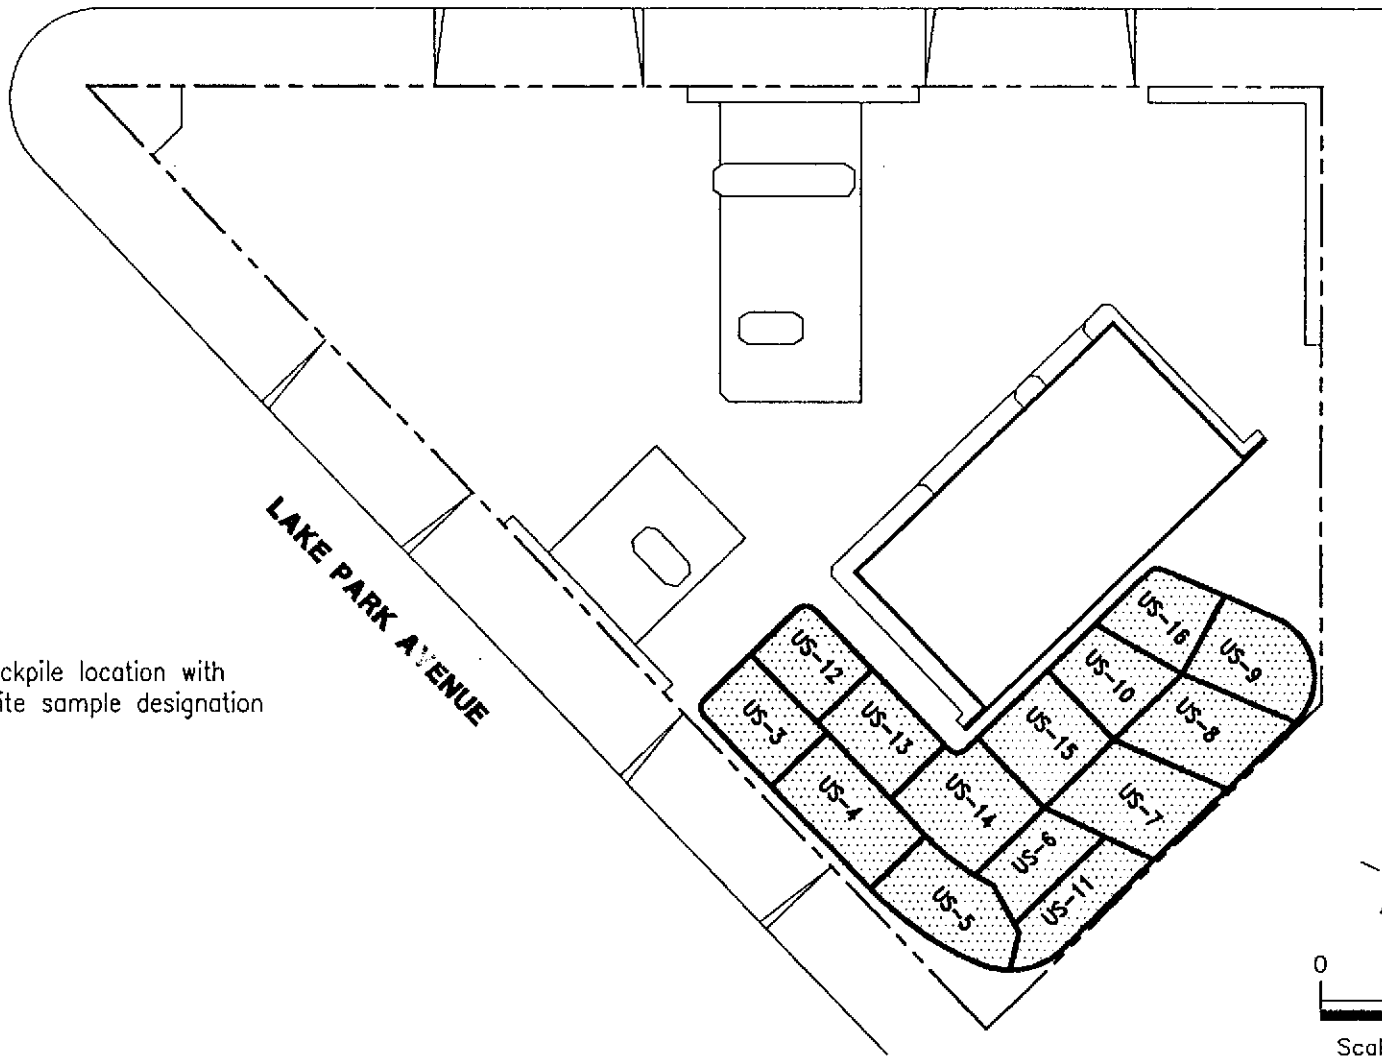 LAKE PARK AVENUE
ckpile location with
ite sample designation
US-16
US-9
US-12
US-10
US-3
US-13
US-15
US-8
US-4
US-14
US-7
US-6
US-5
US-11
0
Scal